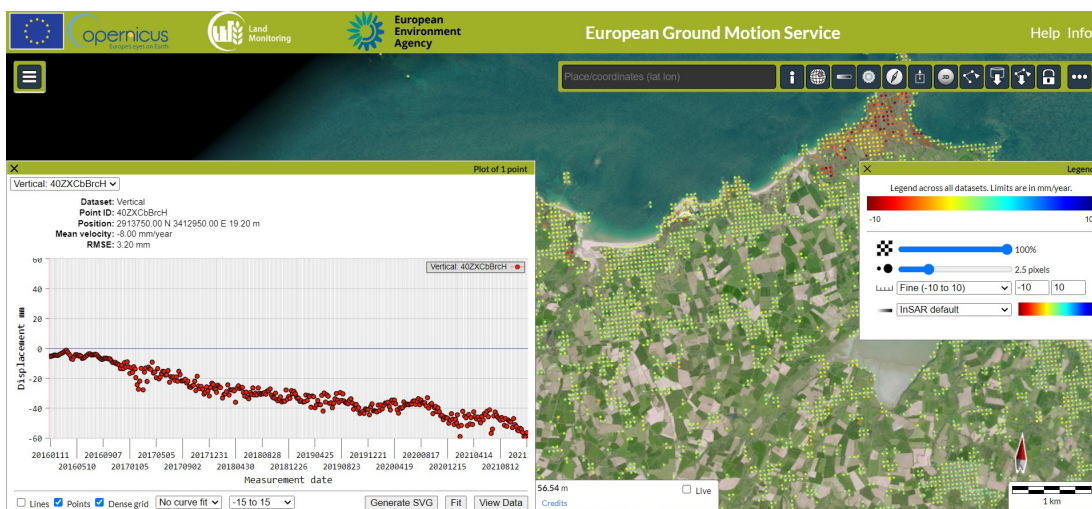 opernicus
Europe's eyes on Earth
Land
Monitoring
European
Environment
Agency
European Ground Motion Service
Help Info
Place/coordinates (lat lon)
3D
Plot of 1 point
Vertical: 40ZXCbBrcH
Dataset: Vertical
Point ID: 40ZXCbBrcH
Position: 2913750.00 N 3412950.00 E 19.20 m
Mean velocity: -8.00 mm/year
RMSE: 3.20 mm
Vertical: 40ZXCbBrcH
60
40
20
0
-20
-40
-60
Displacement mm
20160111 20160907 20170505 20171231 20180828 20190425 20191221 20200817 20210414 2021
20160510 20170105 20170902 20180430 20181226 20190823 20200419 20201215 20210812
Measurement date
Lines Points Dense grid No curve fit -15 to 15 Generate SVG Fit View Data
Legend
Legend across all datasets. Limits are in mm/year.
-10 10
100%
2.5 pixels
Fine (-10 to 10) -10 10
InSAR default
56.54 m
Live
Credits
1 km